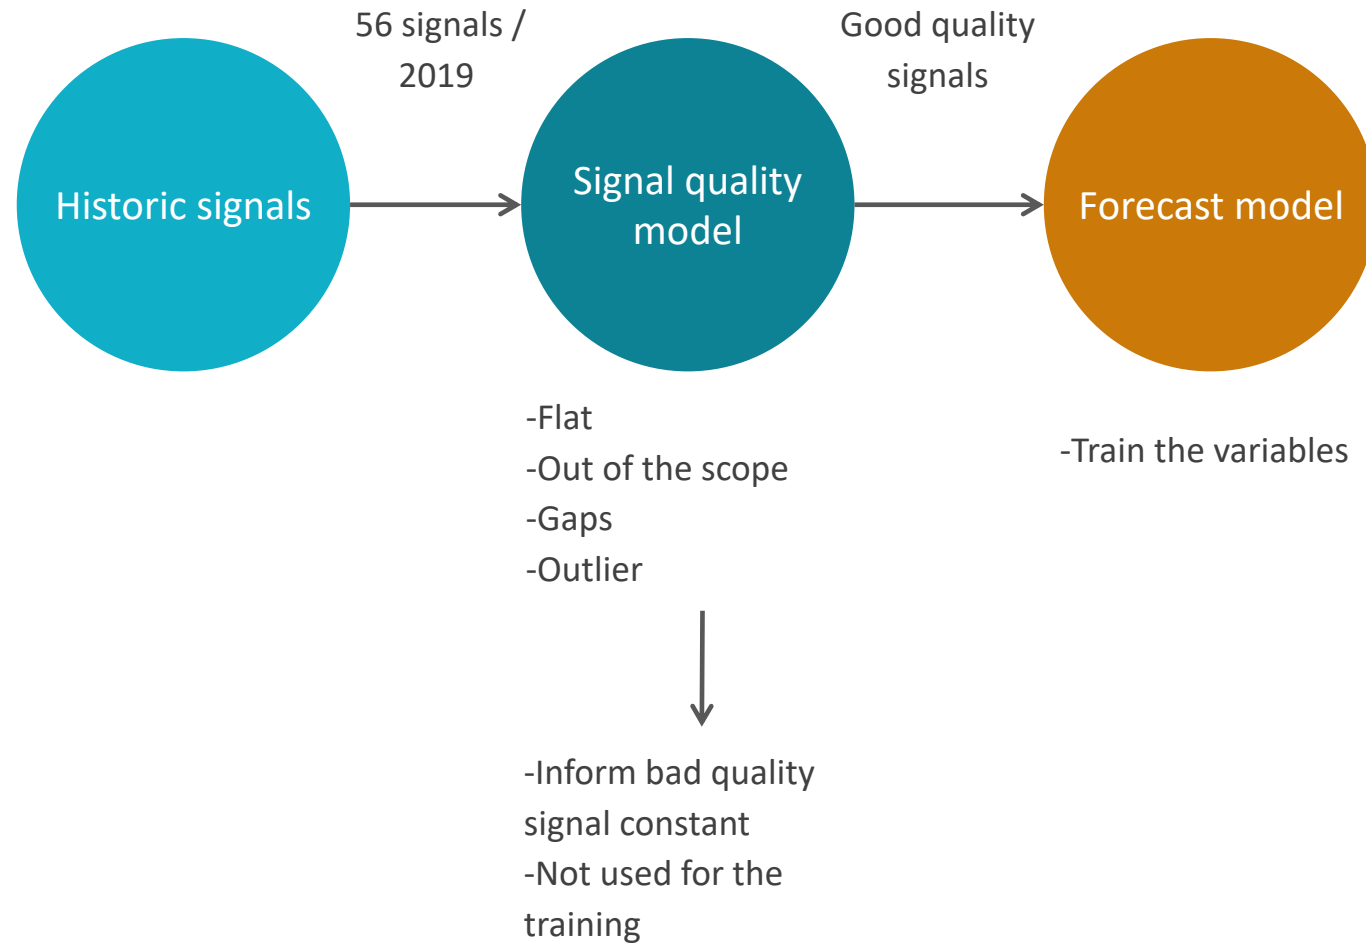 56 signals /
2019
Good quality
signals
Historic signals
Signal quality
model
Forecast model
-Flat
-Out of the scope
-Gaps
-Outlier
-Train the variables
-Inform bad quality
signal constant
-Not used for the
training